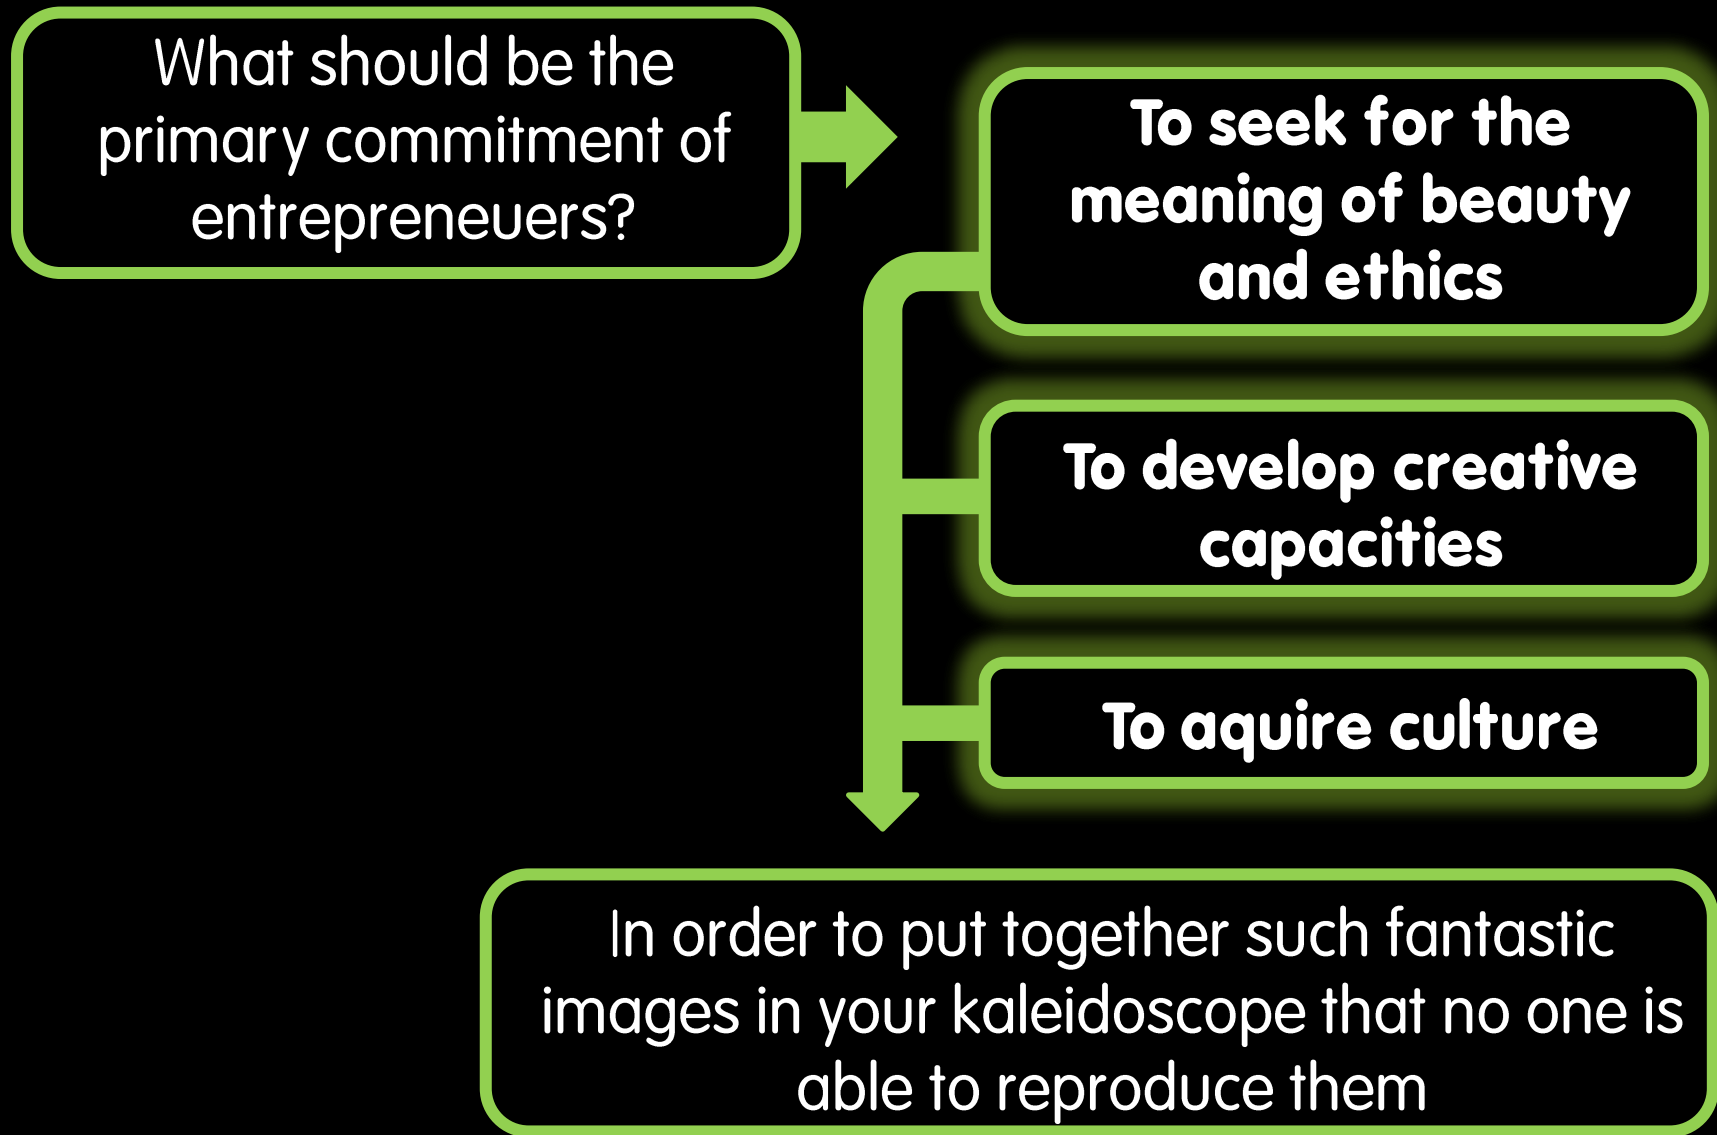 What should be the
primary commitment of
entrepreneuers?
To seek for the
meaning of beauty
and ethics
To develop creative
capacities
To aquire culture
In order to put together such fantastic
images in your kaleidoscope that no one is
able to reproduce them